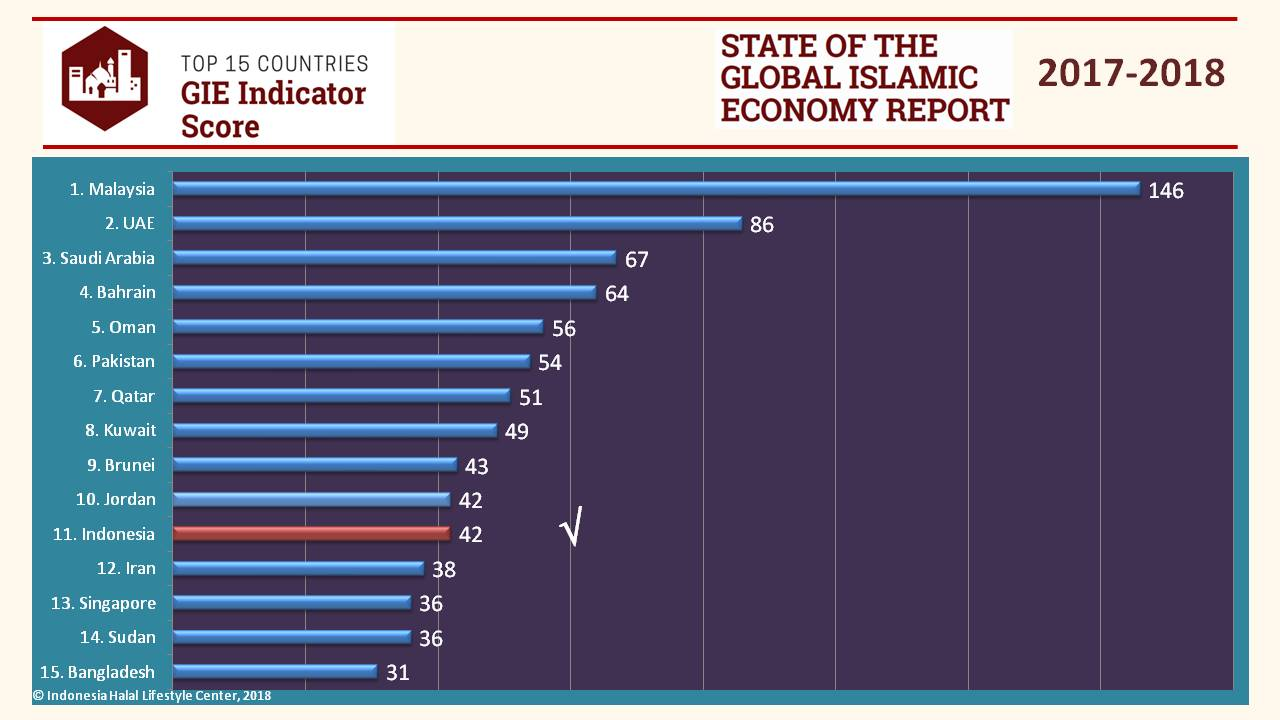 TOP 15 COUNTRIES
GIE Indicator
Score
STATE OF THE
GLOBAL ISLAMIC
ECONOMY REPORT
2017-2018
1. Malaysia 146
2. UAE 86
3. Saudi Arabia 67
4. Bahrain 64
5. Oman 56
6. Pakistan 54
7. Qatar 51
8. Kuwait 49
9. Brunei 43
10. Jordan 42
11. Indonesia 42 √
12. Iran 38
13. Singapore 36
14. Sudan 36
15. Bangladesh 31
© Indonesia Halal Lifestyle Center, 2018